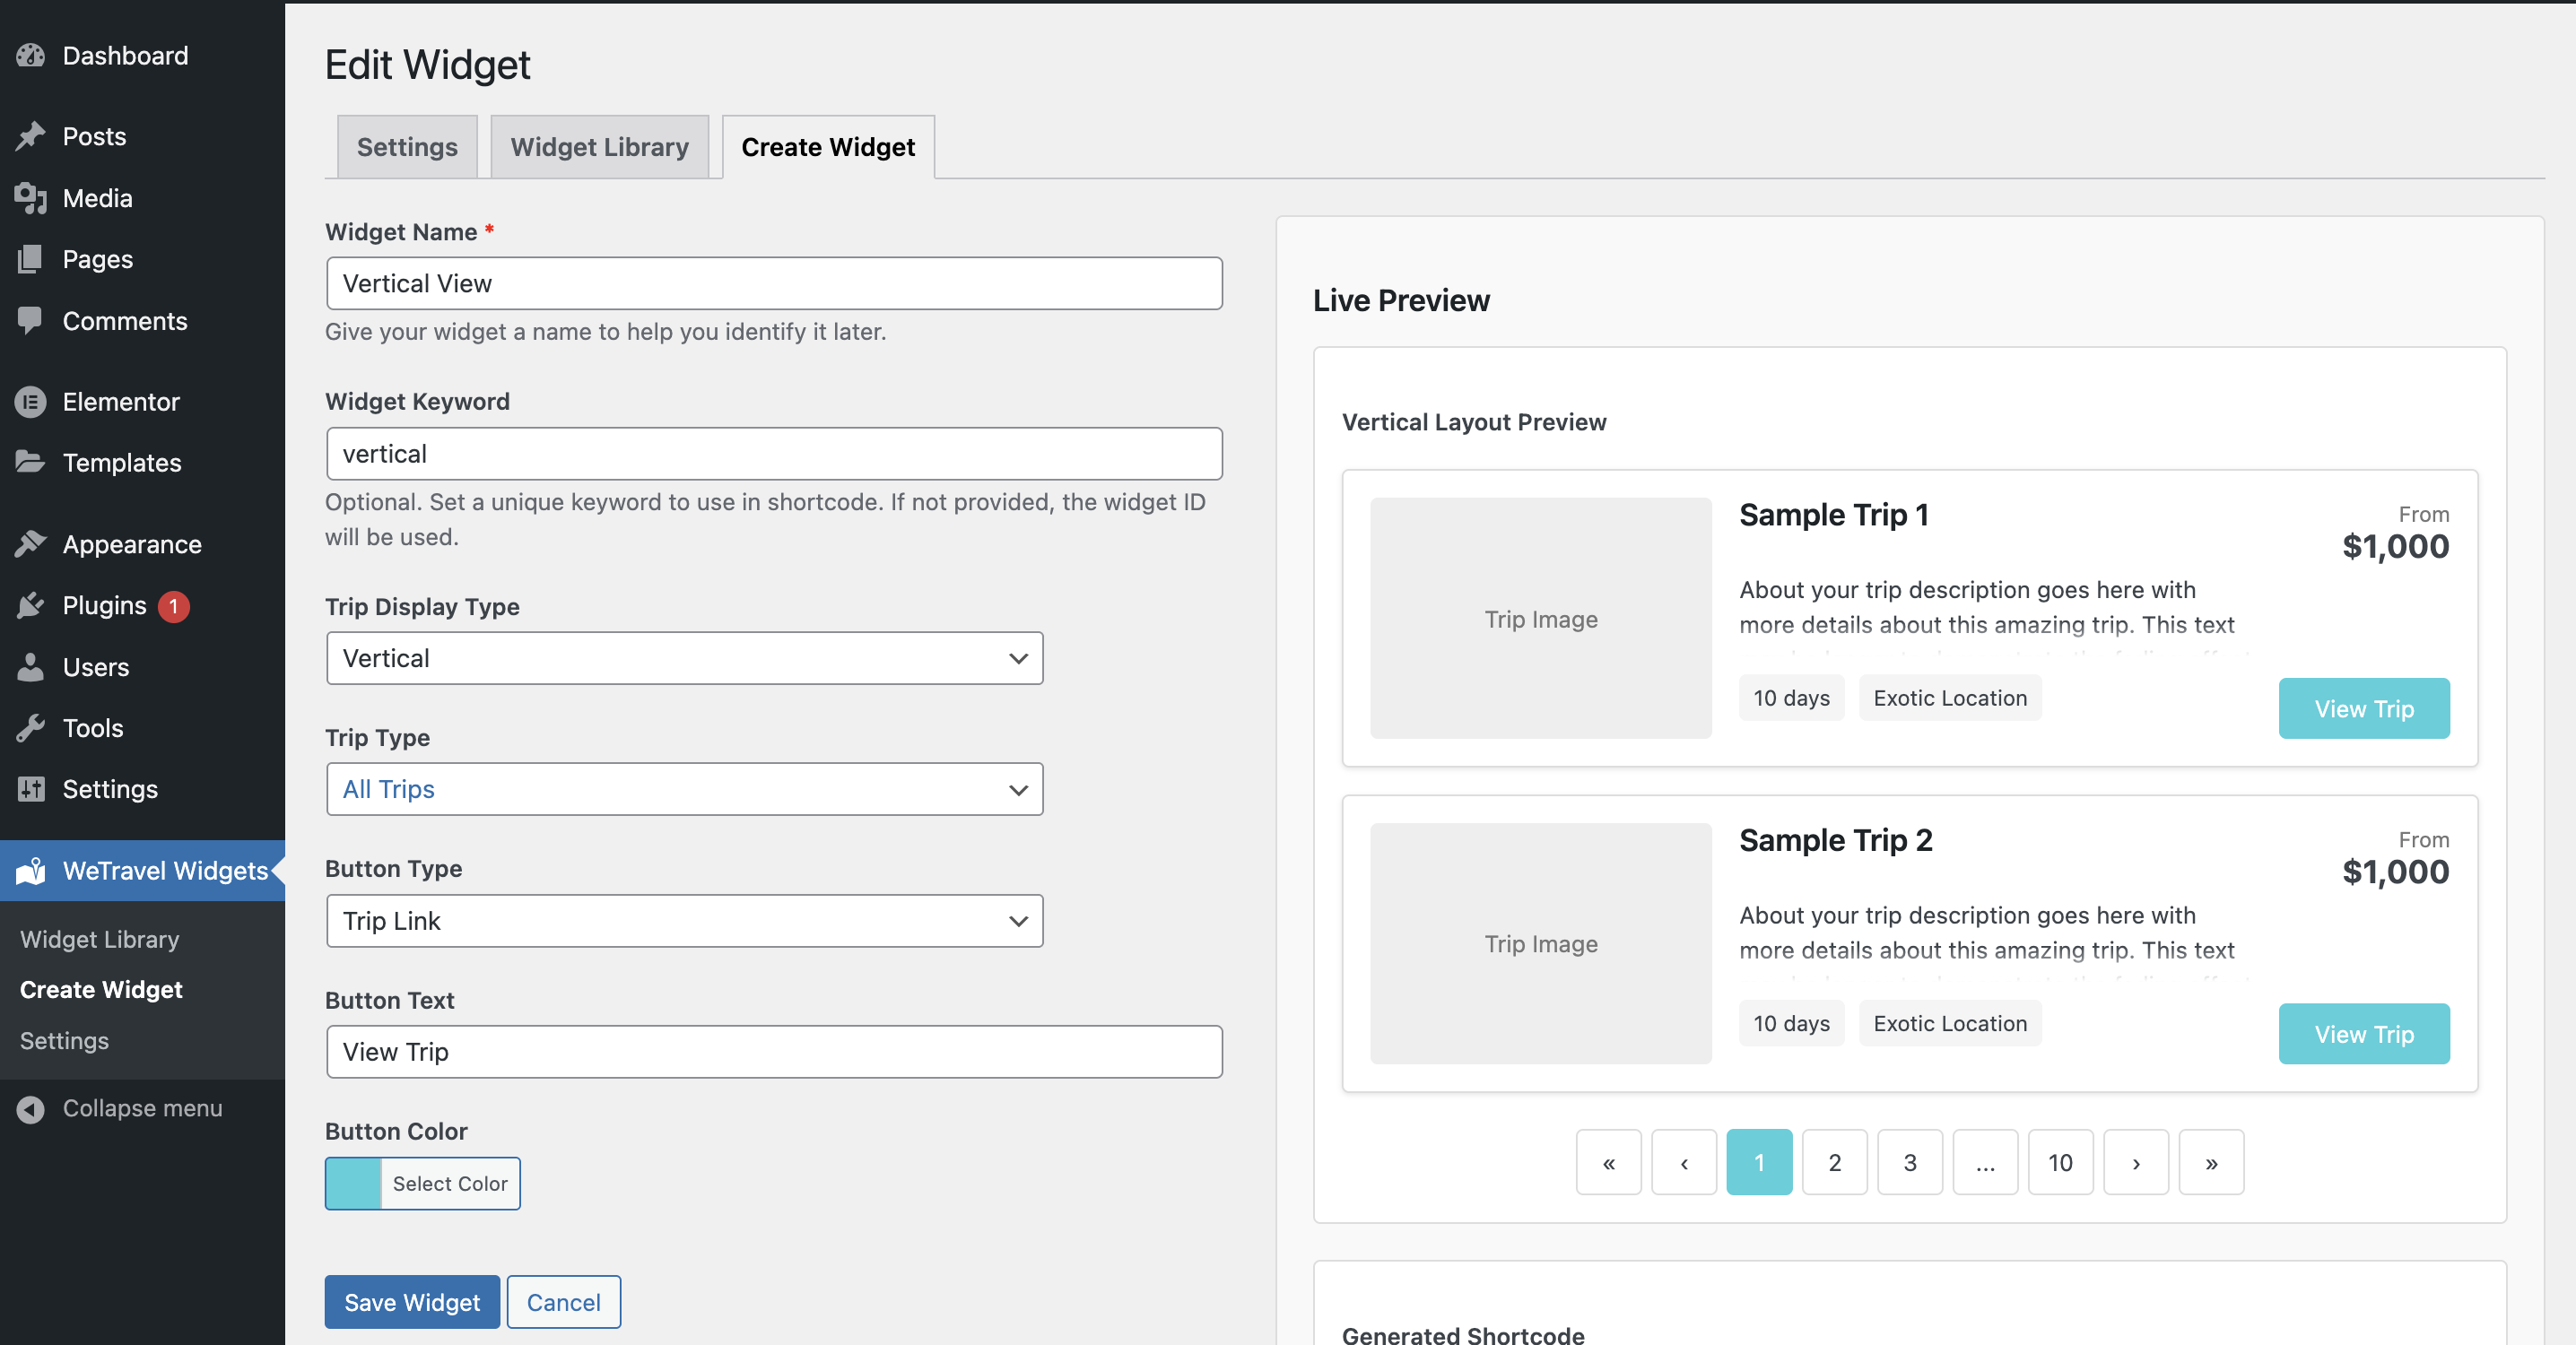 Dashboard
Posts
Media
Pages
Comments
Elementor
Templates
Appearance
Plugins 1
Users
Tools
Settings
WeTravel Widgets
Widget Library
Create Widget
Settings
Collapse menu
Edit Widget
Settings
Widget Library
Create Widget
Widget Name *
Vertical View
Give your widget a name to help you identify it later.
Widget Keyword
vertical
Optional. Set a unique keyword to use in shortcode. If not provided, the widget ID
will be used.
Trip Display Type
Vertical
Trip Type
All Trips
Button Type
Trip Link
Button Text
View Trip
Button Color
Select Color
Save Widget
Cancel
Live Preview
Vertical Layout Preview
Trip Image
Sample Trip 1
From
$1,000
About your trip description goes here with
more details about this amazing trip. This text
10 days
Exotic Location
View Trip
Trip Image
Sample Trip 2
From
$1,000
About your trip description goes here with
more details about this amazing trip. This text
10 days
Exotic Location
View Trip
« ‹ 1 2 3 ... 10 › »
Generated Shortcode